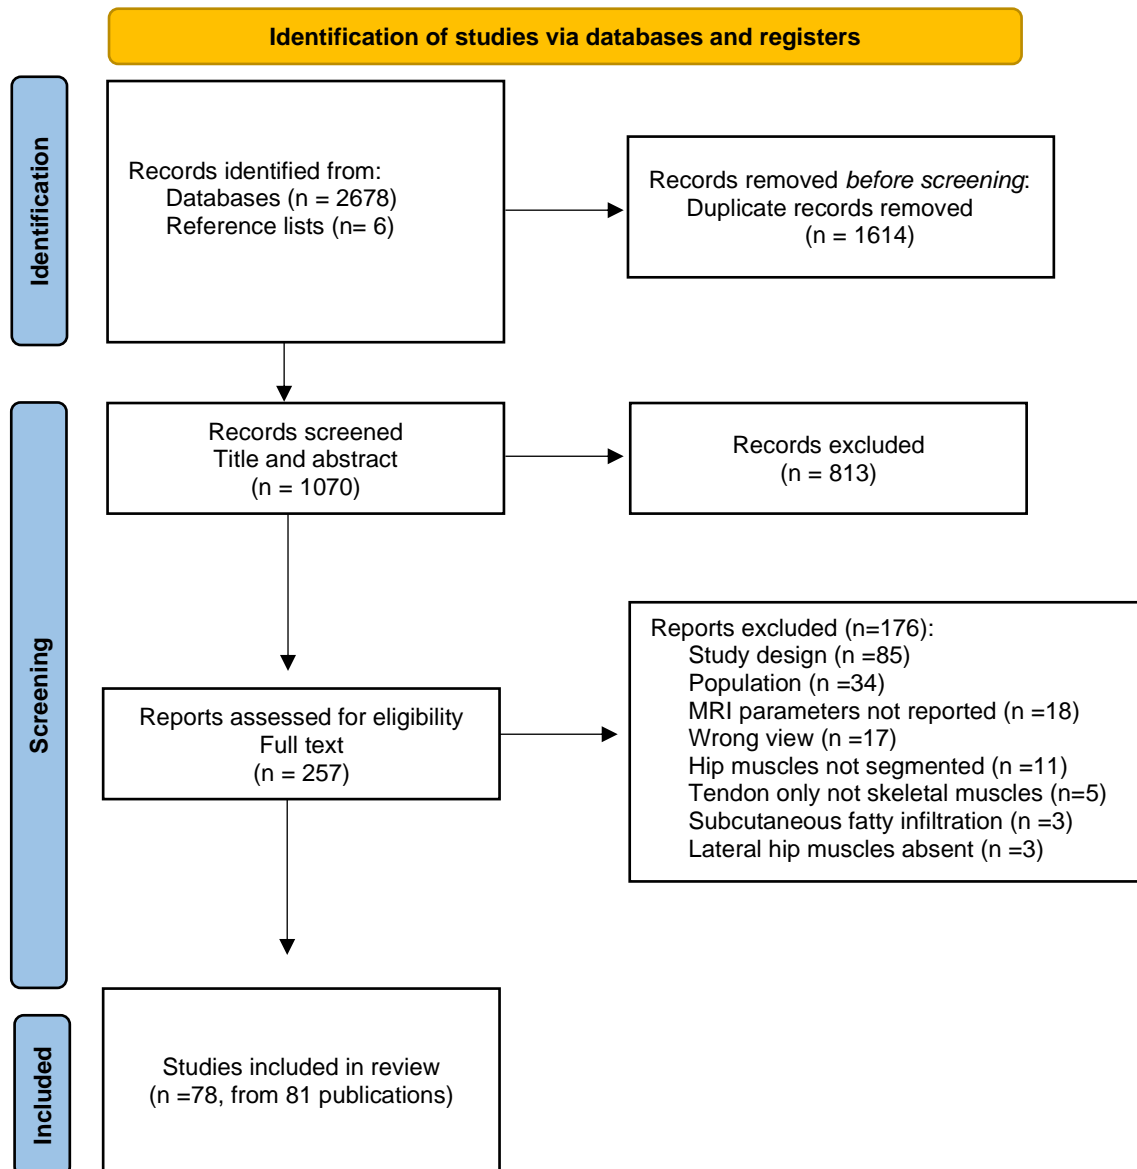 Identification of studies via databases and registers
Identification
Records identified from:
Databases (n = 2678)
Reference lists (n= 6)
Records removed before screening:
Duplicate records removed
(n = 1614)
Screening
Records screened
Title and abstract
(n = 1070)
Records excluded
(n = 813)
Reports assessed for eligibility
Full text
(n = 257)
Reports excluded (n=176):
Study design (n =85)
Population (n =34)
MRI parameters not reported (n =18)
Wrong view (n =17)
Hip muscles not segmented (n =11)
Tendon only not skeletal muscles (n=5)
Subcutaneous fatty infiltration (n =3)
Lateral hip muscles absent (n =3)
Included
Studies included in review
(n =78, from 81 publications)